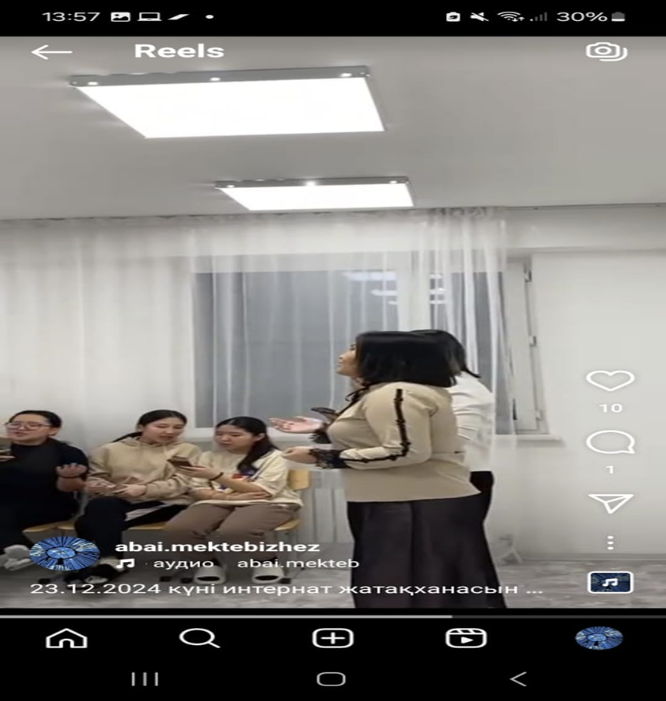 13:57
30%
Reels
10
1
abai.mektebizhez
аудио abai.mekteb
23.12.2024 күні интернат жатақханасын ...